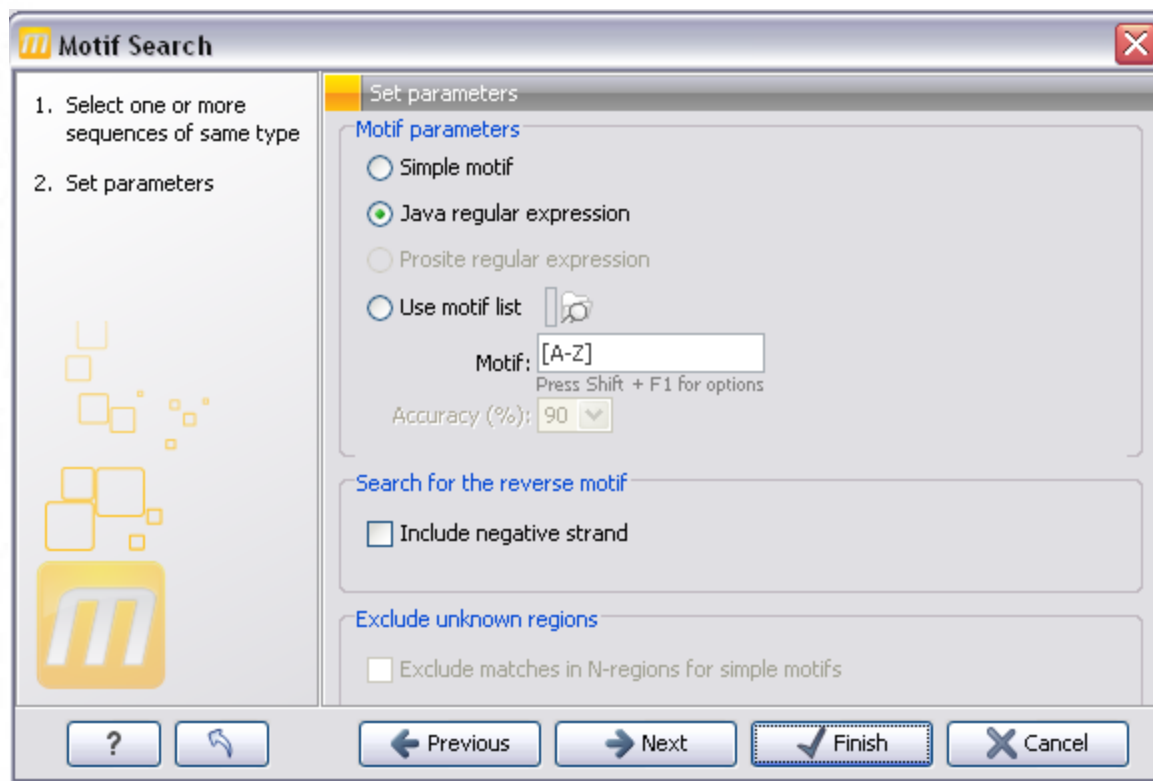 Motif Search
1. Select one or more
sequences of same type
2. Set parameters
Set parameters
Motif parameters
Simple motif
Java regular expression
Prosite regular expression
Use motif list
Motif: [A-Z]
Press Shift + F1 for options
Accuracy (%): 90
Search for the reverse motif
Include negative strand
Exclude unknown regions
Exclude matches in N-regions for simple motifs
? Previous Next Finish Cancel